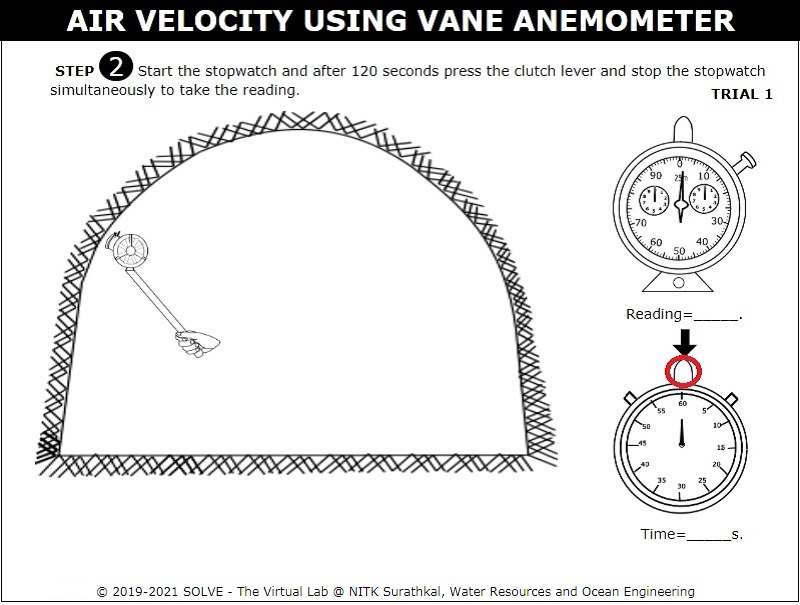 AIR VELOCITY USING VANE ANEMOMETER
STEP 2 Start the stopwatch and after 120 seconds press the clutch lever and stop the stopwatch
simultaneously to take the reading.
TRIAL 1
0
90 10
30
70
60 40
50
Reading=_____.
60
55 5
50 10
45 15
40 20
35 25
30
Time=_____s.
© 2019-2021 SOLVE - The Virtual Lab @ NITK Surathkal, Water Resources and Ocean Engineering